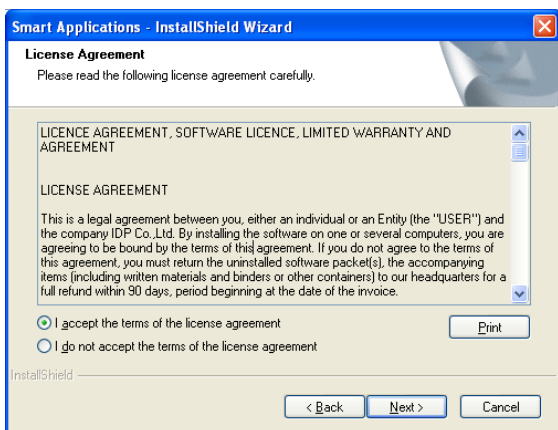 Smart Applications - InstallShield Wizard
License Agreement
Please read the following license agreement carefully.
LICENCE AGREEMENT, SOFTWARE LICENCE, LIMITED WARRANTY AND
AGREEMENT
LICENSE AGREEMENT
This is a legal agreement between you, either an individual or an Entity (the "USER") and
the company IDP Co.,Ltd. By installing the software on one or several computers, you are
agreeing to be bound by the terms of this agreement. If you do not agree to the terms of
this agreement, you must return the uninstalled software packet(s), the accompanying
items (including written materials and binders or other containers) to our headquarters for a
full refund within 90 days, period beginning at the date of the invoice.
I accept the terms of the license agreement
Print
I do not accept the terms of the license agreement
InstallShield
< Back
Next >
Cancel